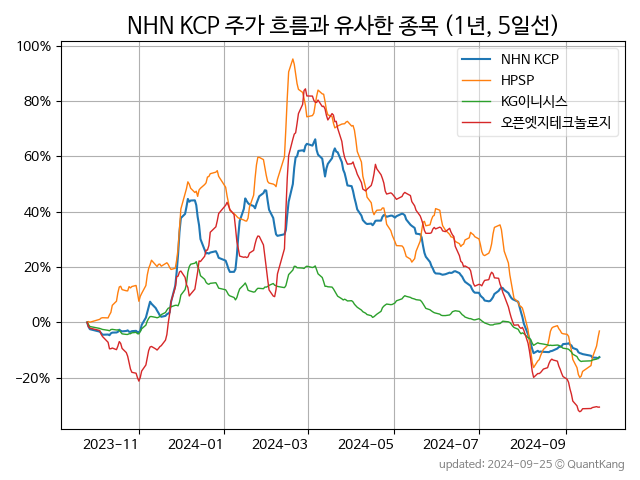 NHN KCP 주가 흐름과 유사한 종목 (1년, 5일선)
NHN KCP
HPSP
KG이니시스
오픈엣지테크놀로지
100%
80%
60%
40%
20%
0%
−20%
2023−11
2024−01
2024−03
2024−05
2024−07
2024−09
updated: 2024-09-25 © QuantKang